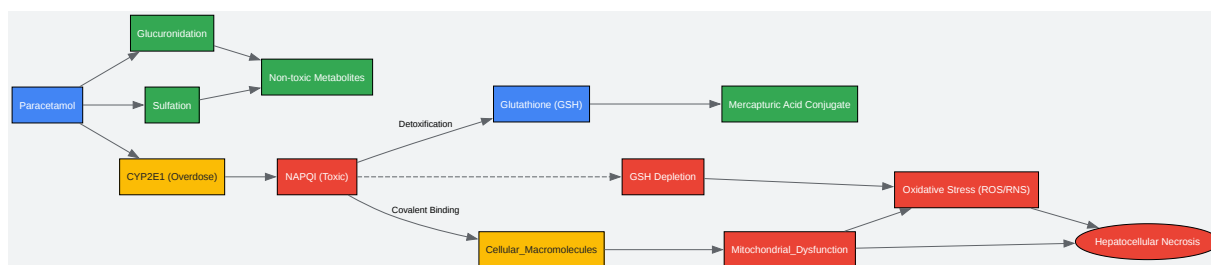 Glucuronidation
Non-toxic Metabolites
Paracetamol
Sulfation
Glutathione (GSH)
Mercapturic Acid Conjugate
Detoxification
CYP2E1 (Overdose)
NAPQI (Toxic)
GSH Depletion
Oxidative Stress (ROS/RNS)
Covalent Binding
Cellular_Macromolecules
Mitochondrial_Dysfunction
Hepatocellular Necrosis